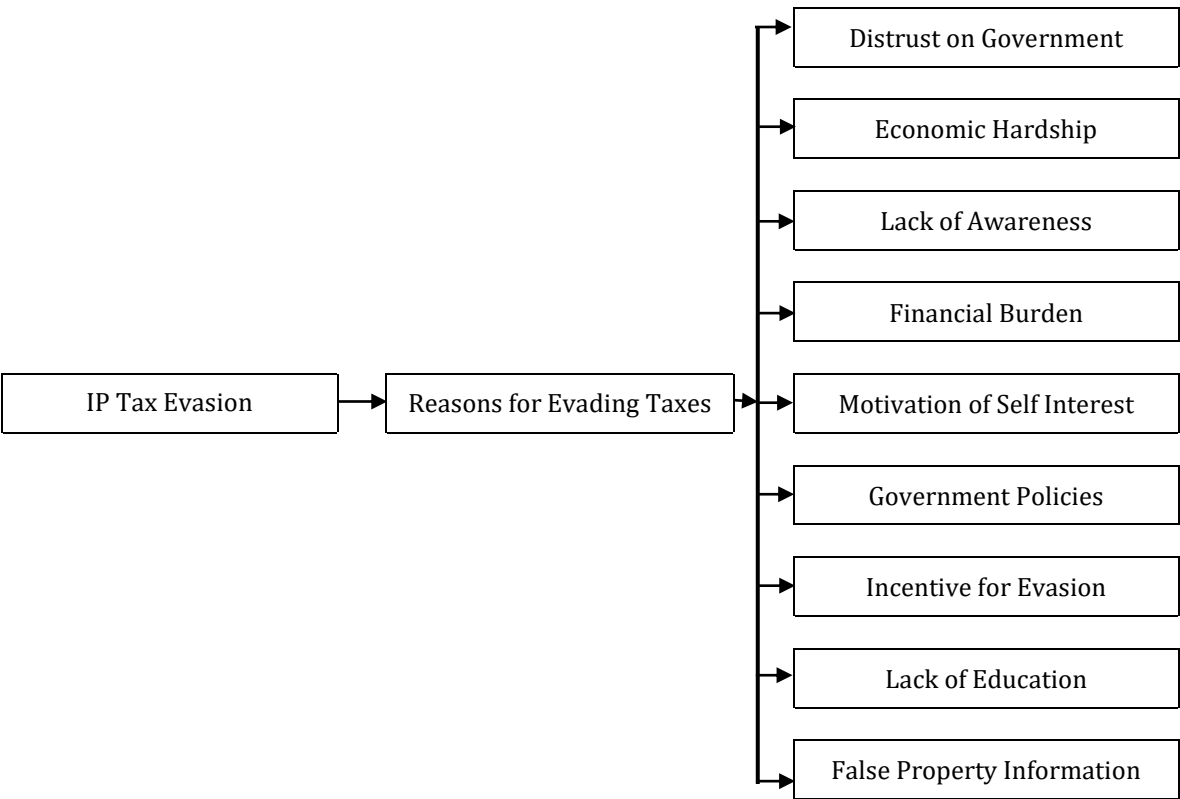 Distrust on Government
Economic Hardship
Lack of Awareness
Financial Burden
IP Tax Evasion
Reasons for Evading Taxes
Motivation of Self Interest
Government Policies
Incentive for Evasion
Lack of Education
False Property Information